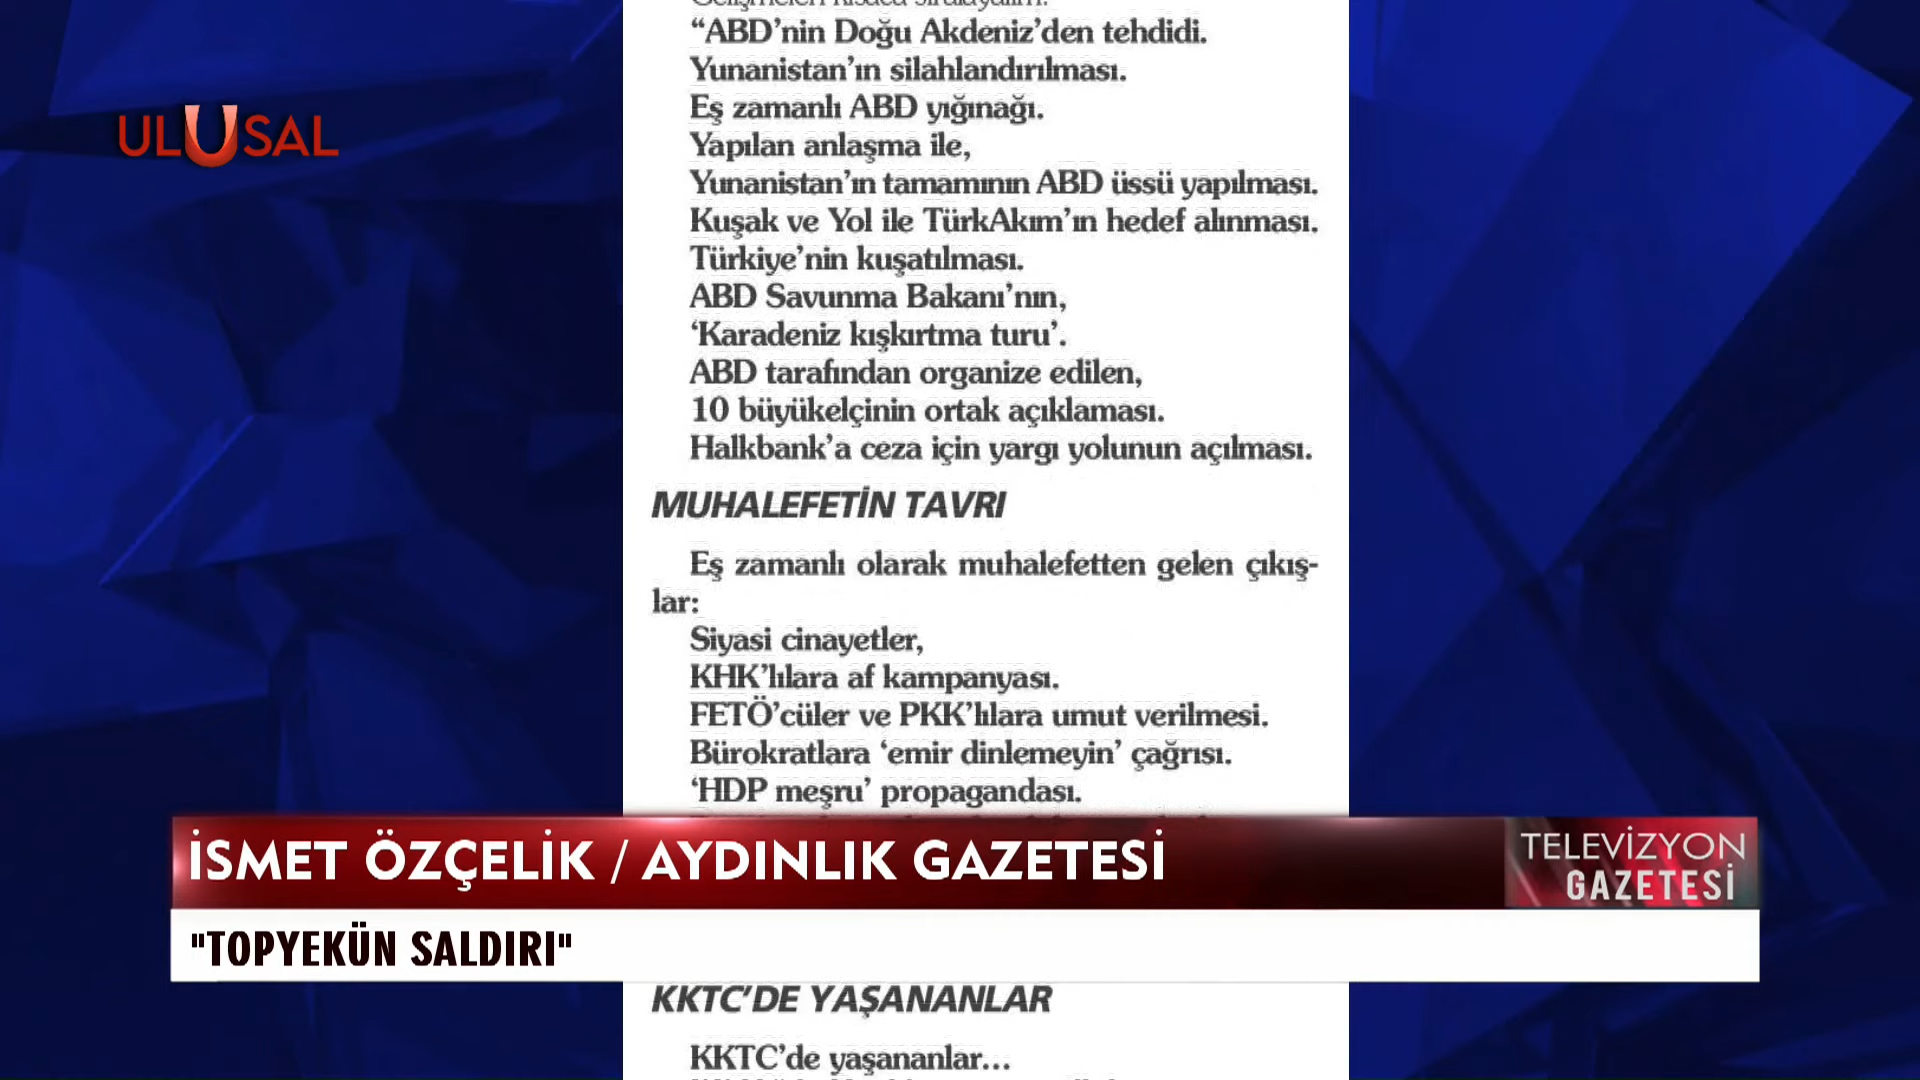 Gelişmeleri kısaca sıralayalım:
“ABD’nin Doğu Akdeniz’den tehdidi.
Yunanistan’ın silahlandırılması.
Eş zamanlı ABD yığınağı.
Yapılan anlaşma ile,
Yunanistan’ın tamamının ABD üssü yapılması.
Kuşak ve Yol ile TürkAkım’ın hedef alınması.
Türkiye’nin kuşatılması.
ABD Savunma Bakanı’nın,
‘Karadeniz kışkırtma turu’.
ABD tarafından organize edilen,
10 büyükelçinin ortak açıklaması.
Halkbank’a ceza için yargı yolunun açılması.
MUHALEFETİN TAVRI
Eş zamanlı olarak muhalefetten gelen çıkış-
lar:
Siyasi cinayetler,
KHK’lılara af kampanyası.
FETÖ’cüler ve PKK’lılara umut verilmesi.
Bürokratlara ‘emir dinlemeyin’ çağrısı.
‘HDP meşru’ propagandası.
KKTC’DE YAŞANANLAR
KKTC’de yaşananlar...
ULUSAL
İSMET ÖZÇELİK / AYDINLIK GAZETESİ
TELEVİZYON
GAZETESİ
"TOPYEKÜN SALDIRI"